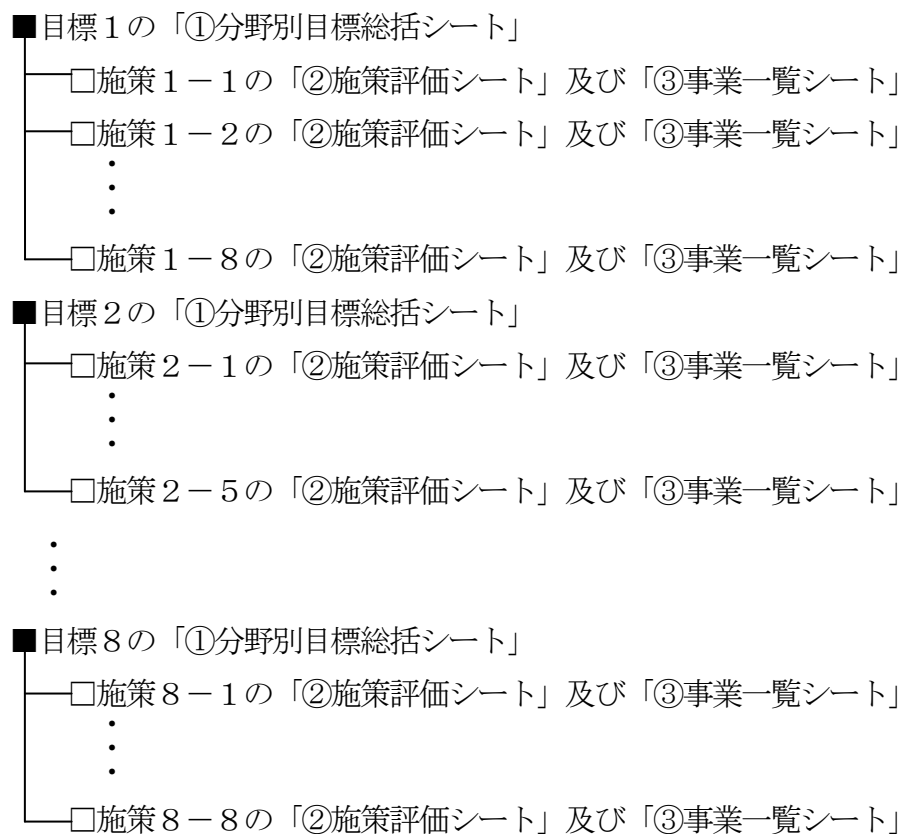 ■目標１の「①分野別目標総括シート」
□施策１－１の「②施策評価シート」及び「③事業一覧シート」
□施策１－２の「②施策評価シート」及び「③事業一覧シート」
・
・
・
□施策１－８の「②施策評価シート」及び「③事業一覧シート」
■目標２の「①分野別目標総括シート」
□施策２－１の「②施策評価シート」及び「③事業一覧シート」
・
・
・
□施策２－５の「②施策評価シート」及び「③事業一覧シート」
・
・
・
■目標８の「①分野別目標総括シート」
□施策８－１の「②施策評価シート」及び「③事業一覧シート」
・
・
・
□施策８－８の「②施策評価シート」及び「③事業一覧シート」